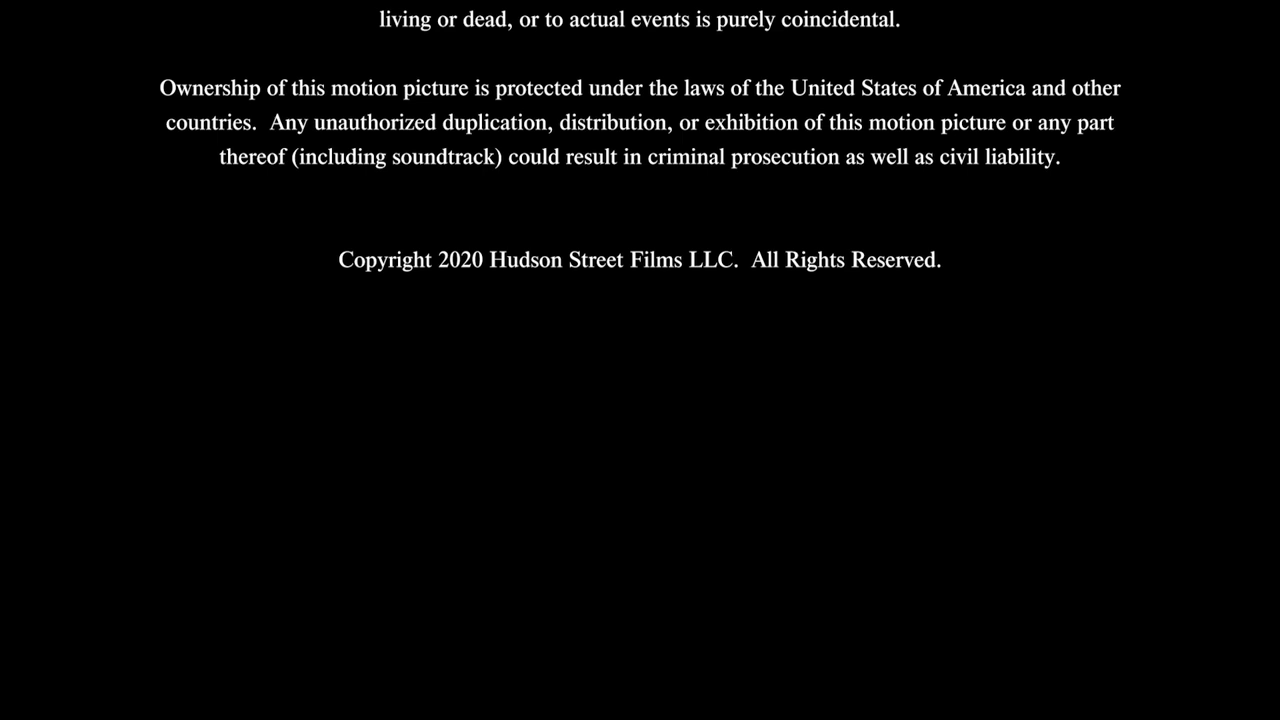 living or dead, or to actual events is purely coincidental.
Ownership of this motion picture is protected under the laws of the United States of America and other
countries.  Any unauthorized duplication, distribution, or exhibition of this motion picture or any part
thereof (including soundtrack) could result in criminal prosecution as well as civil liability.
Copyright 2020 Hudson Street Films LLC.  All Rights Reserved.